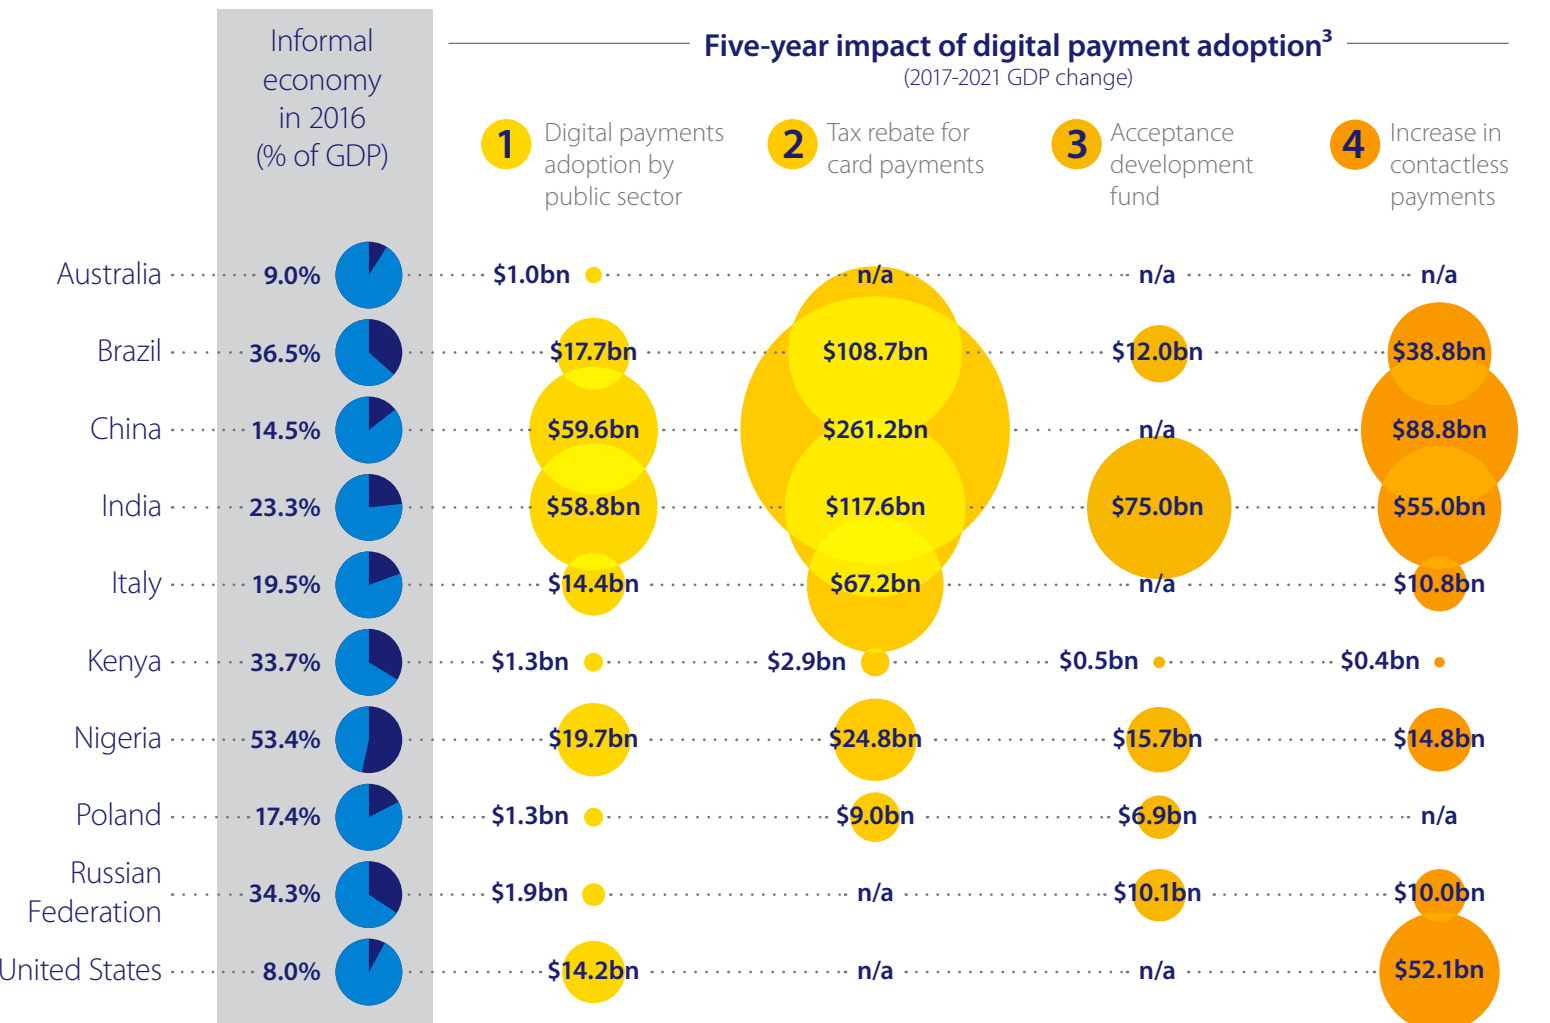 Informal
economy
in 2016
(% of GDP)
Five-year impact of digital payment adoption³
(2017-2021 GDP change)
1 Digital payments
adoption by
public sector
2 Tax rebate for
card payments
3 Acceptance
development
fund
4 Increase in
contactless
payments
Australia 9.0% $1.0bn n/a n/a n/a
Brazil 36.5% $17.7bn $108.7bn $12.0bn $38.8bn
China 14.5% $59.6bn $261.2bn n/a $88.8bn
India 23.3% $58.8bn $117.6bn $75.0bn $55.0bn
Italy 19.5% $14.4bn $67.2bn n/a $10.8bn
Kenya 33.7% $1.3bn $2.9bn $0.5bn $0.4bn
Nigeria 53.4% $19.7bn $24.8bn $15.7bn $14.8bn
Poland 17.4% $1.3bn $9.0bn $6.9bn n/a
Russian
Federation 34.3% $1.9bn n/a $10.1bn $10.0bn
United States 8.0% $14.2bn n/a n/a $52.1bn